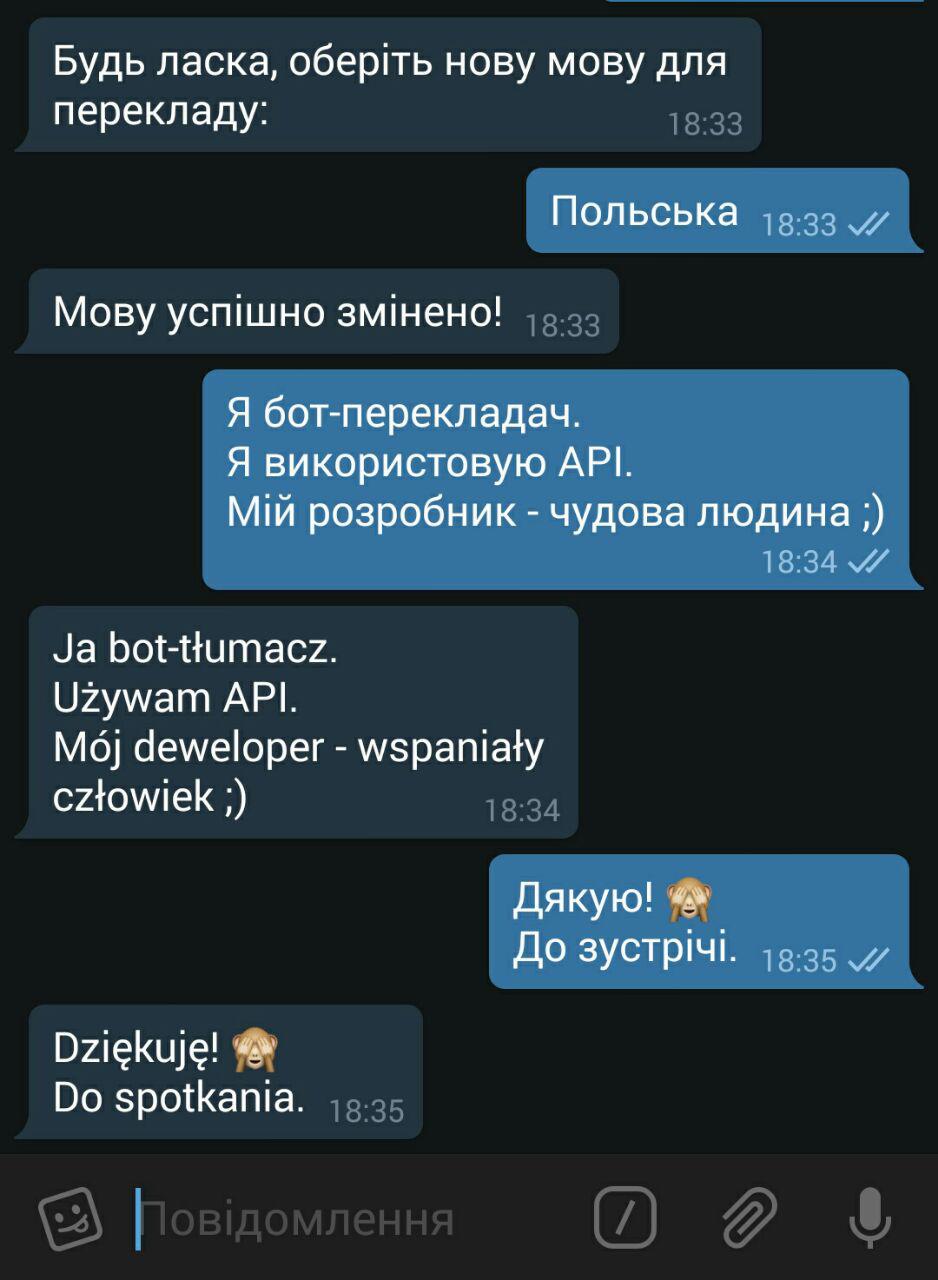 Будь ласка, оберіть нову мову для
перекладу:
18:33
Польська 18:33
Мову успішно змінено! 18:33
Я бот-перекладач.
Я використовую API.
Мій розробник - чудова людина ;)
18:34
Ja bot-tłumacz.
Używam API.
Mój deweloper - wspaniały
człowiek ;) 18:34
Дякую! 🙈
До зустрічі. 18:35
Dziękuję! 🙈
Do spotkania. 18:35
Повідомлення